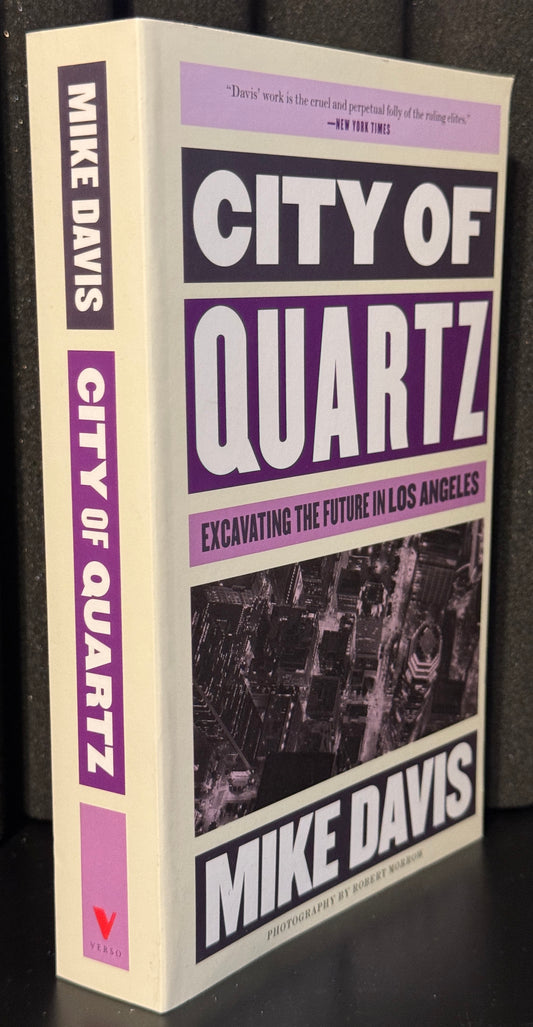 MIKE DAVIS
CITY OF QUARTZ
V
VERSO
“Davis’ work is the cruel and perpetual folly of the ruling elites.”
—NEW YORK TIMES
CITY OF
QUARTZ
EXCAVATING THE FUTURE IN LOS ANGELES
MIKE DAVIS
PHOTOGRAPHY BY ROBERT MORROW